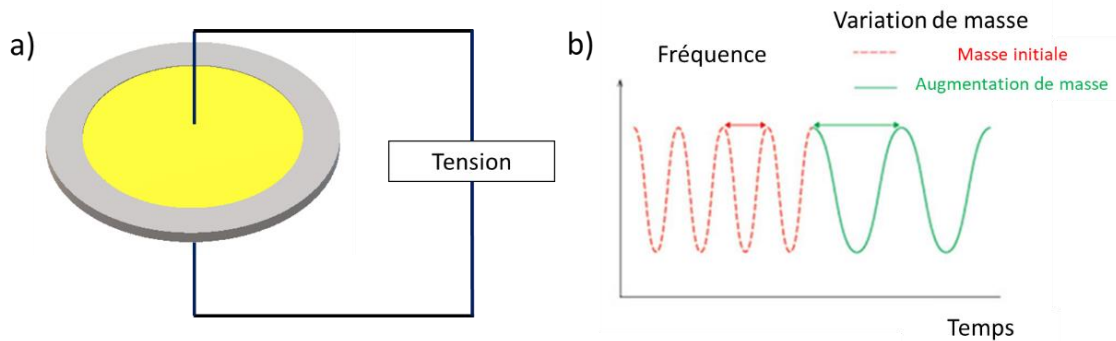 a)
Tension
b)
Variation de masse
Fréquence
Masse initiale
Augmentation de masse
Temps